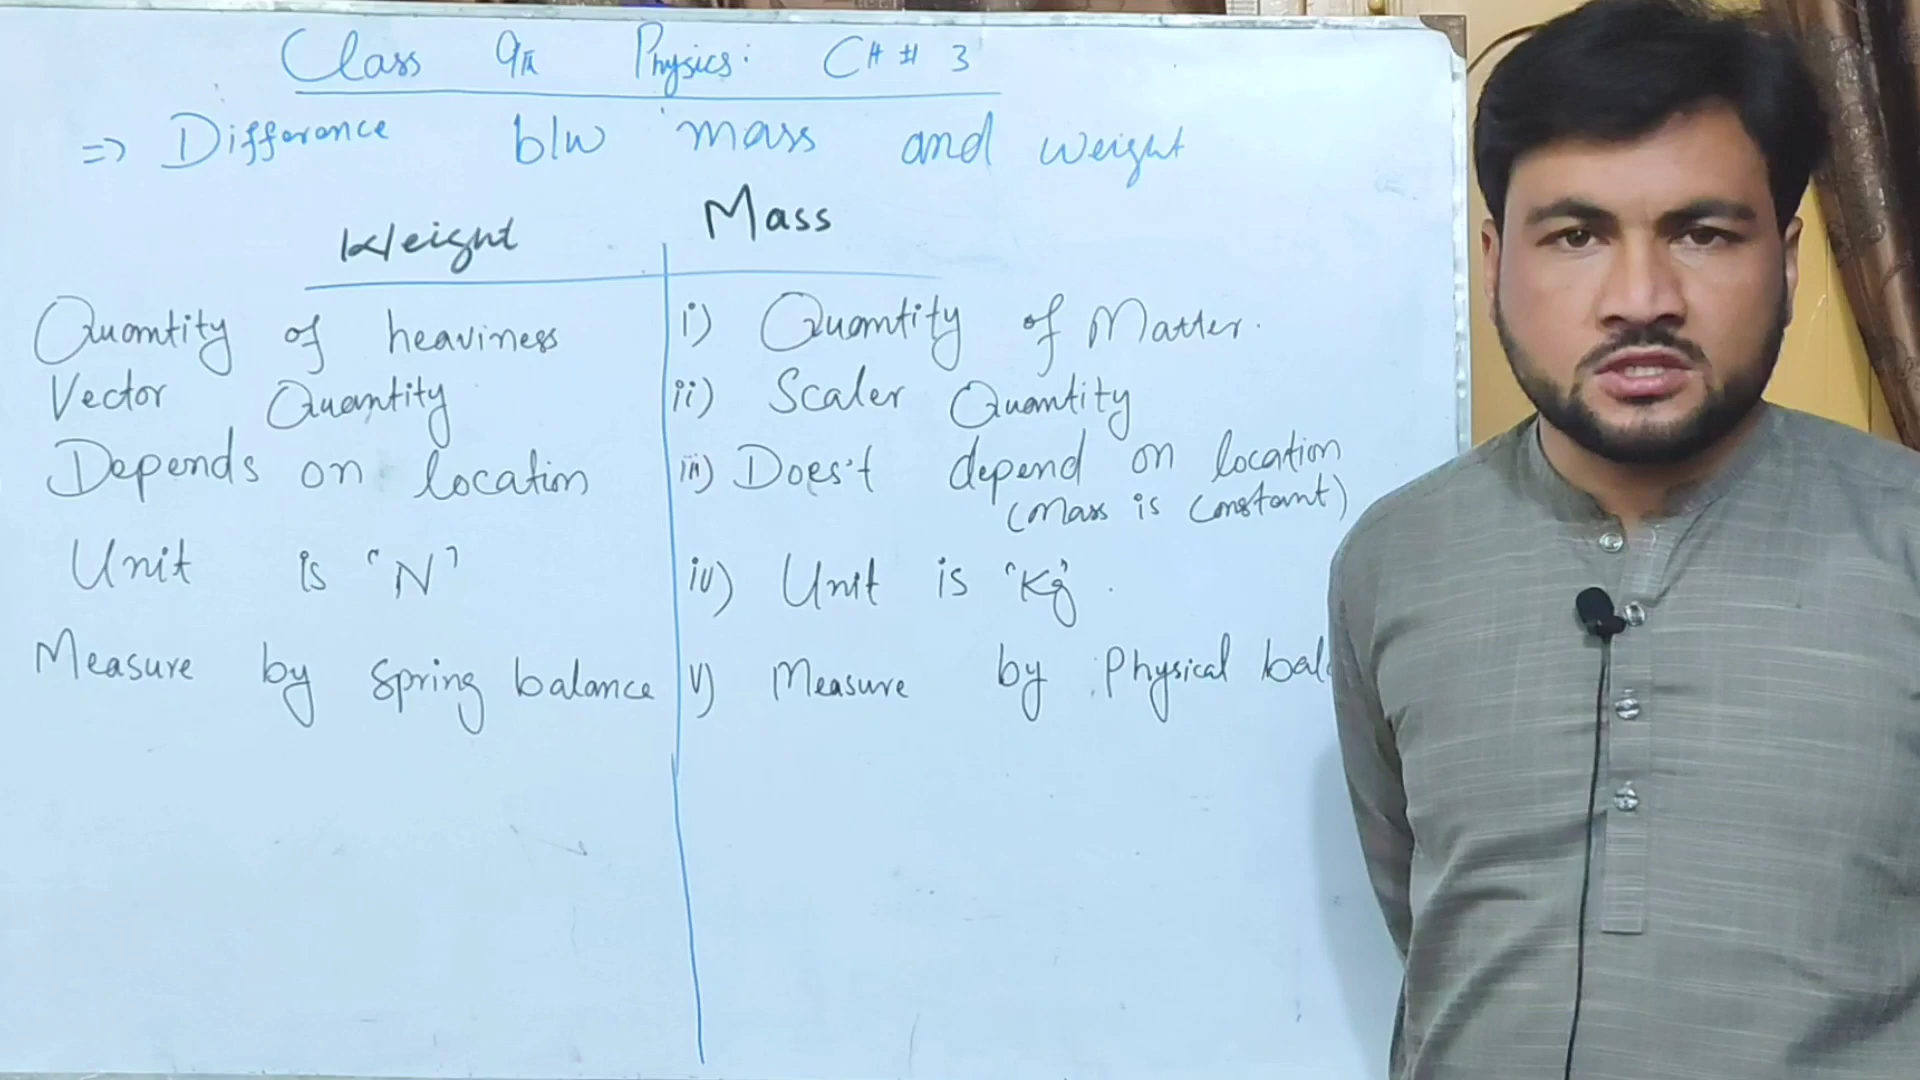 Class 9th Physics: CH # 3
=> Difference b/w mass and weight
Weight
Mass
Quantity of heaviness
Vector Quantity
Depends on location
Unit is "N"
Measure by spring balance
i) Quantity of Matter.
ii) Scaler Quantity
iii) Does't depend on location
(mass is constant)
iv) Unit is "Kg".
v) Measure by Physical bal